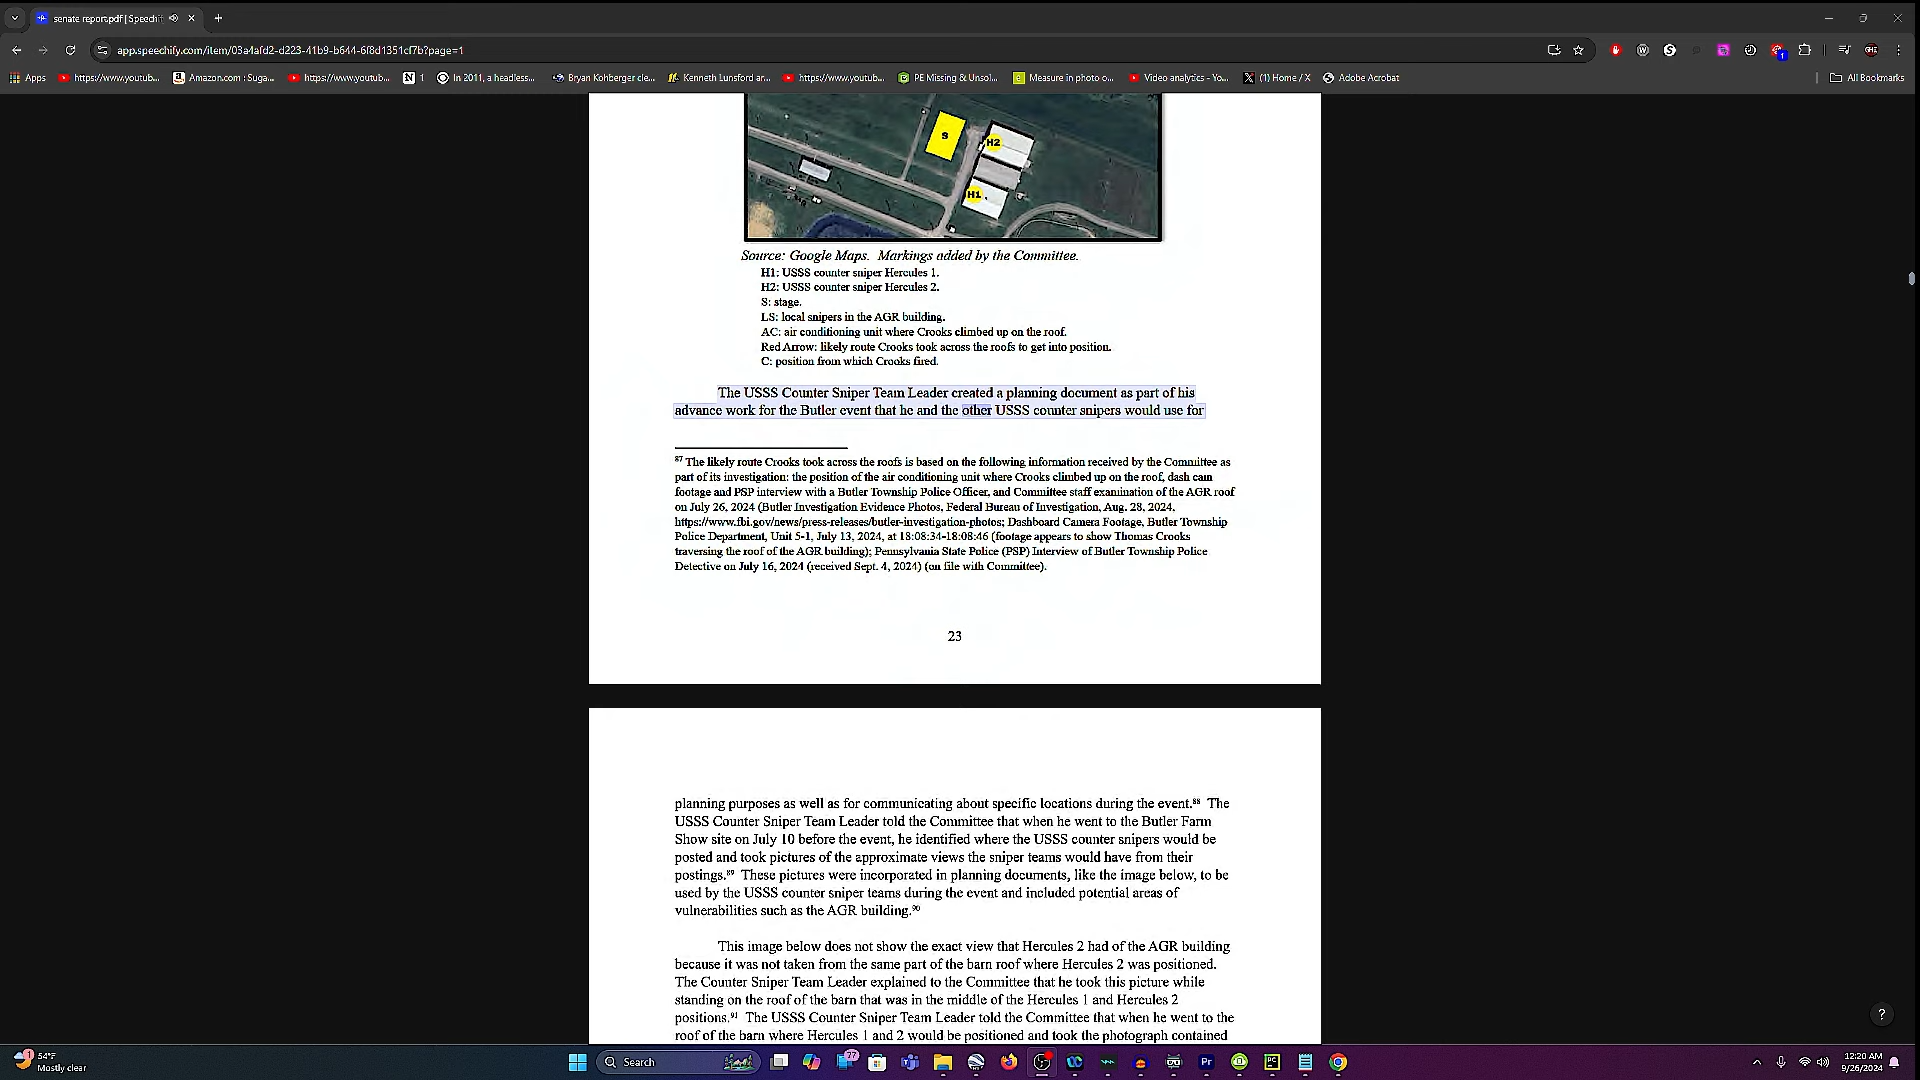 senate report.pdf | Speechif
app.speechify.com/item/03a4afd2-d223-41b9-b644-6f8d1351cf7b?page=1
Apps
https://www.youtub...
Amazon.com : Suga...
https://www.youtub...
1
In 2011, a headless...
Bryan Kohberger cle...
Kenneth Lunsford ar...
https://www.youtub...
PE Missing & Unsol...
Measure in photo o...
Video analytics - Yo...
(1) Home / X
Adobe Acrobat
All Bookmarks
S
H2
H1
Source: Google Maps. Markings added by the Committee.
H1: USSS counter sniper Hercules 1.
H2: USSS counter sniper Hercules 2.
S: stage.
LS: local snipers in the AGR building.
AC: air conditioning unit where Crooks climbed up on the roof.
Red Arrow: likely route Crooks took across the roofs to get into position.
C: position from which Crooks fired.
The USSS Counter Sniper Team Leader created a planning document as part of his
advance work for the Butler event that he and the other USSS counter snipers would use for
87 The likely route Crooks took across the roofs is based on the following information received by the Committee as
part of its investigation: the position of the air conditioning unit where Crooks climbed up on the roof, dash cam
footage and PSP interview with a Butler Township Police Officer, and Committee staff examination of the AGR roof
on July 26, 2024 (Butler Investigation Evidence Photos, Federal Bureau of Investigation, Aug. 28, 2024,
https://www.fbi.gov/news/press-releases/butler-investigation-photos; Dashboard Camera Footage, Butler Township
Police Department, Unit 5-1, July 13, 2024, at 18:08:34-18:08:46 (footage appears to show Thomas Crooks
traversing the roof of the AGR building); Pennsylvania State Police (PSP) Interview of Butler Township Police
Detective on July 16, 2024 (received Sept. 4, 2024) (on file with Committee).
23
planning purposes as well as for communicating about specific locations during the event.88 The
USSS Counter Sniper Team Leader told the Committee that when he went to the Butler Farm
Show site on July 10 before the event, he identified where the USSS counter snipers would be
posted and took pictures of the approximate views the sniper teams would have from their
postings.89 These pictures were incorporated in planning documents, like the image below, to be
used by the USSS counter sniper teams during the event and included potential areas of
vulnerabilities such as the AGR building.90
This image below does not show the exact view that Hercules 2 had of the AGR building
because it was not taken from the same part of the barn roof where Hercules 2 was positioned.
The Counter Sniper Team Leader explained to the Committee that he took this picture while
standing on the roof of the barn that was in the middle of the Hercules 1 and Hercules 2
positions.91 The USSS Counter Sniper Team Leader told the Committee that when he went to the
roof of the barn where Hercules 1 and 2 would be positioned and took the photograph contained
?
1
54°F
Mostly clear
Search
77
12:20 AM
9/26/2024